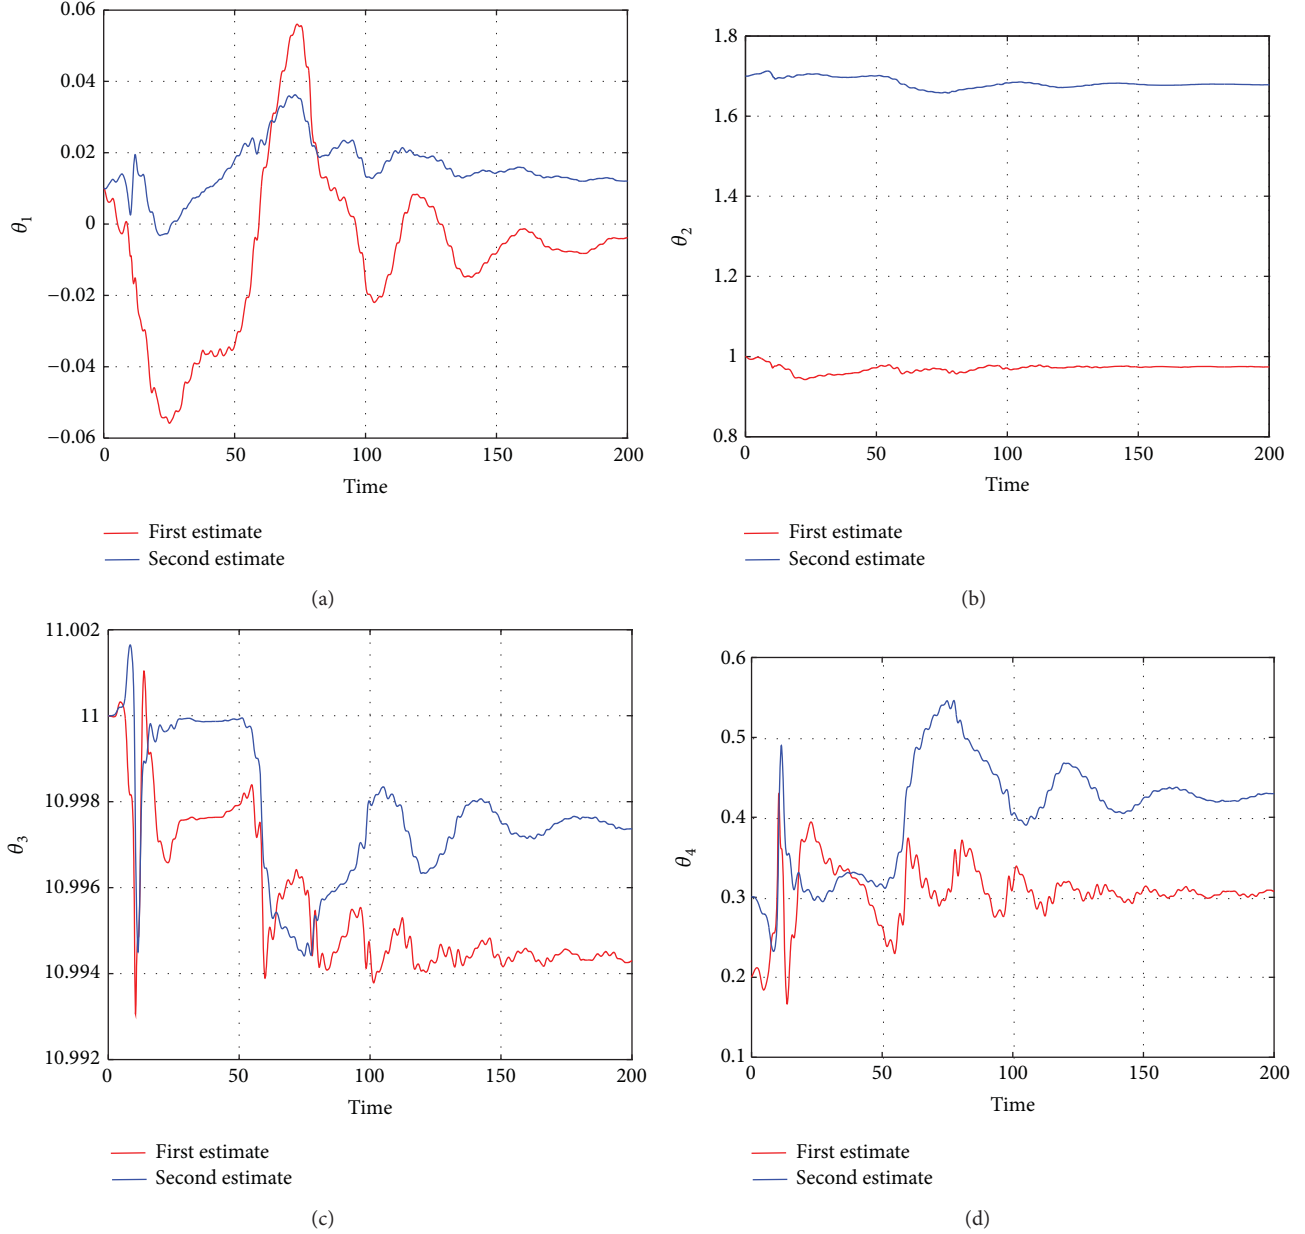 0.06
0.04
0.02
0
−0.02
−0.04
−0.06
θ1
0 50 100 150 200
Time
First estimate
Second estimate
(a)
1.8
1.6
1.4
1.2
1
0.8
θ2
0 50 100 150 200
Time
First estimate
Second estimate
(b)
11.002
11
10.998
10.996
10.994
10.992
θ3
0 50 100 150 200
Time
First estimate
Second estimate
(c)
0.6
0.5
0.4
0.3
0.2
0.1
θ4
0 50 100 150 200
Time
First estimate
Second estimate
(d)